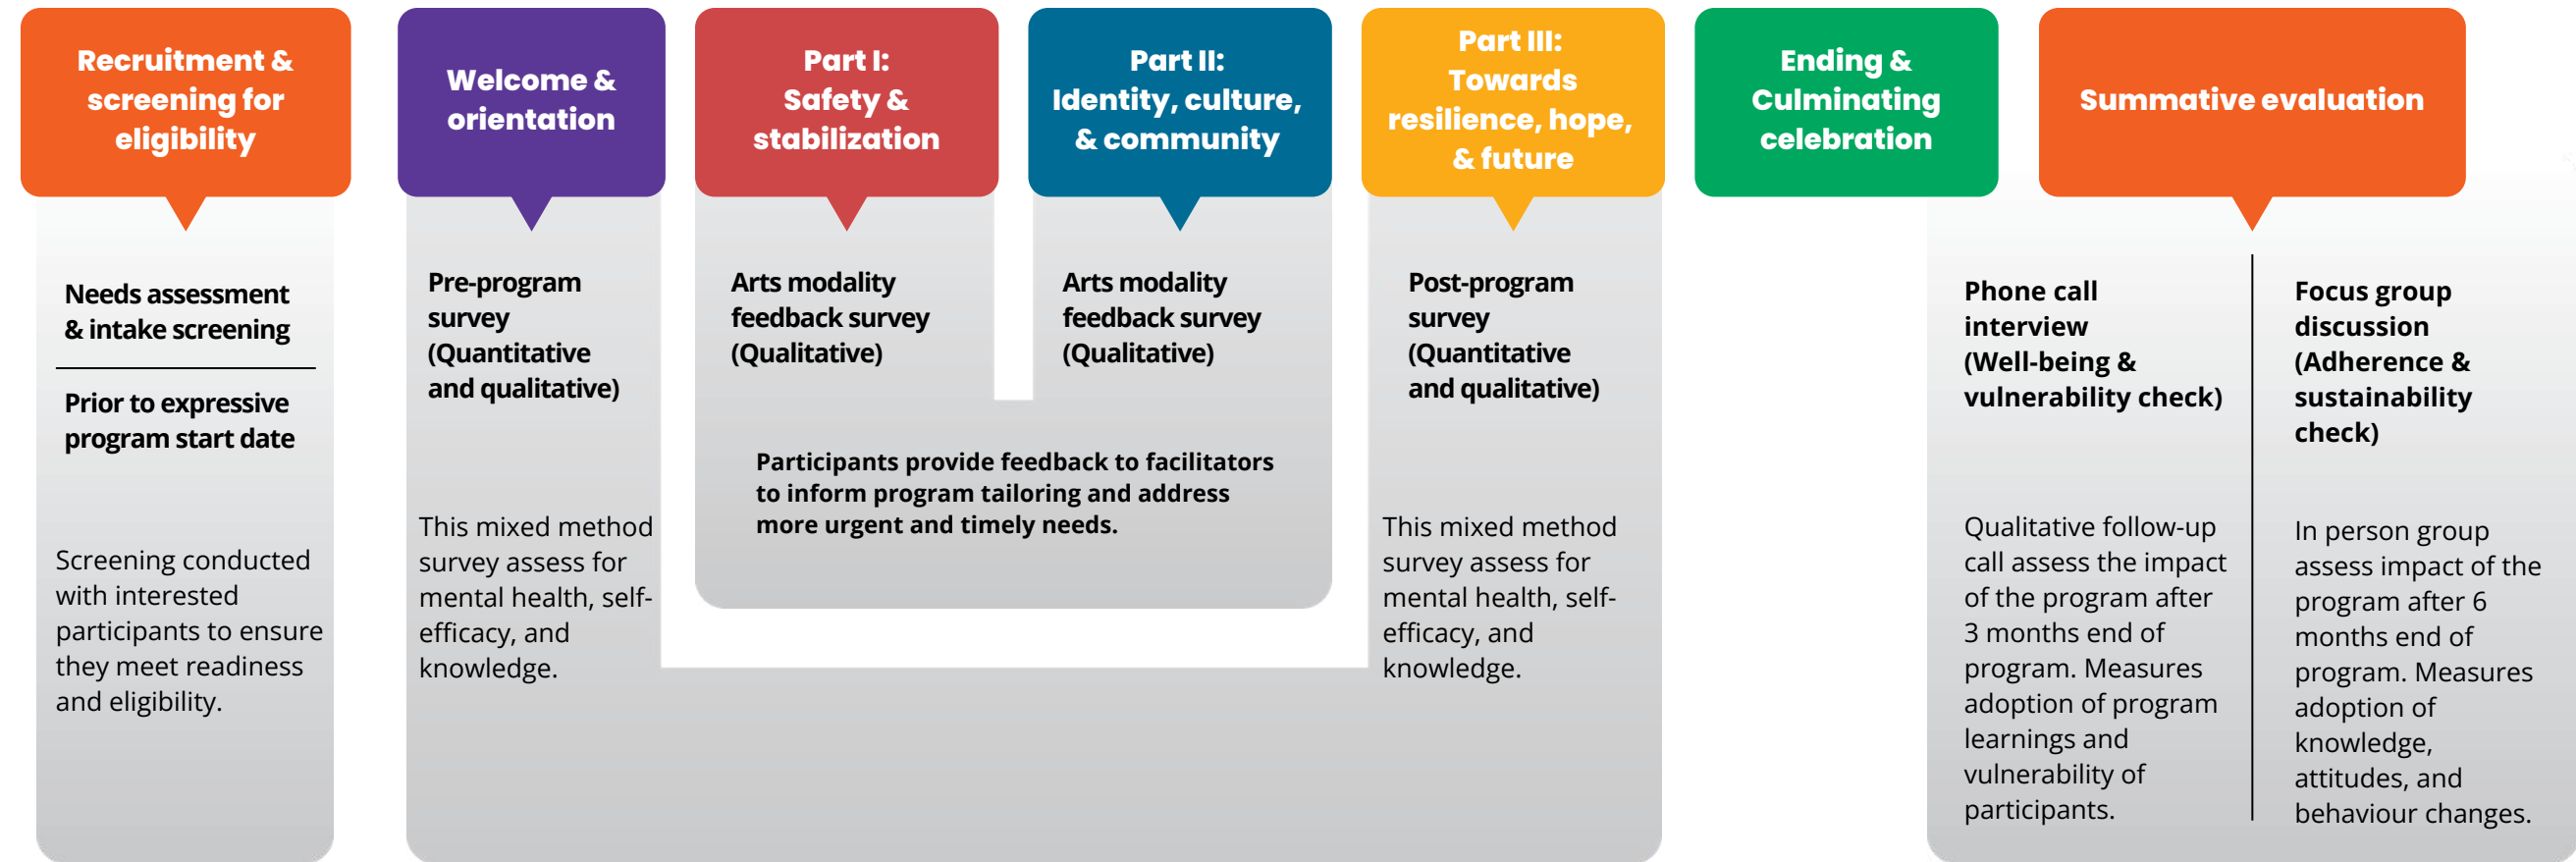 Recruitment &
screening for
eligibility
Needs assessment
& intake screening
Prior to expressive
program start date
Screening conducted
with interested
participants to ensure
they meet readiness
and eligibility.
Welcome &
orientation
Pre-program
survey
(Quantitative
and qualitative)
This mixed method
survey assess for
mental health, self-
efficacy, and
knowledge.
Part I:
Safety &
stabilization
Arts modality
feedback survey
(Qualitative)
Part II:
Identity, culture,
& community
Arts modality
feedback survey
(Qualitative)
Participants provide feedback to facilitators
to inform program tailoring and address
more urgent and timely needs.
Part III:
Towards
resilience, hope,
& future
Post-program
survey
(Quantitative
and qualitative)
This mixed method
survey assess for
mental health, self-
efficacy, and
knowledge.
Ending &
Culminating
celebration
Summative evaluation
Phone call
interview
(Well-being &
vulnerability check)
Qualitative follow-up
call assess the impact
of the program after
3 months end of
program. Measures
adoption of program
learnings and
vulnerability of
participants.
Focus group
discussion
(Adherence &
sustainability
check)
In person group
assess impact of the
program after 6
months end of
program. Measures
adoption of
knowledge,
attitudes, and
behaviour changes.